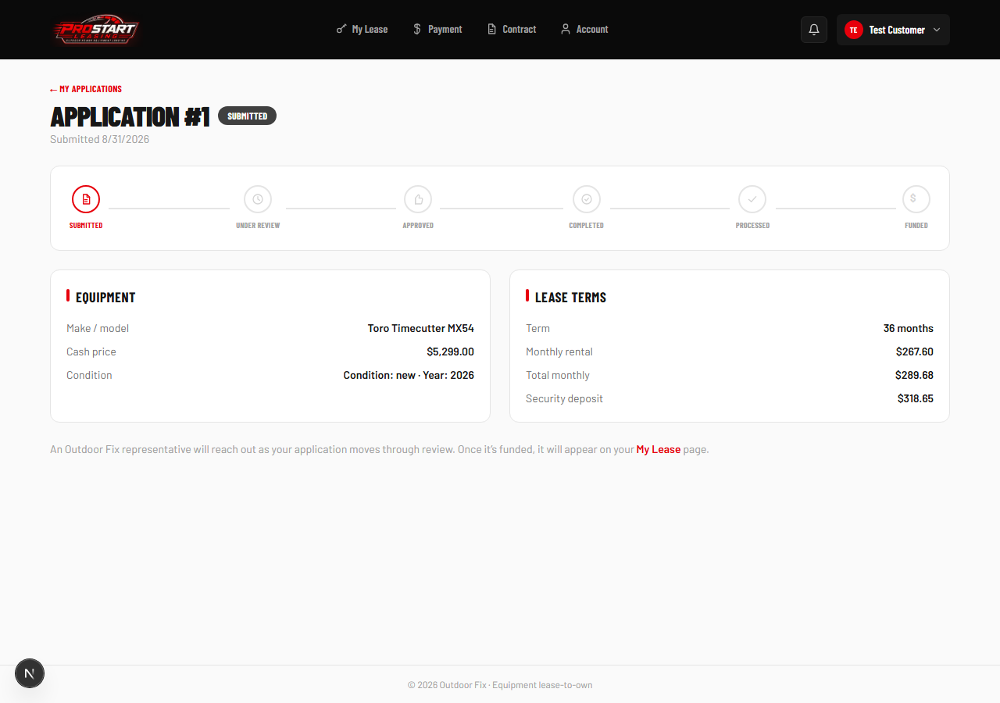 PROSTART
LEASING
My Lease
Payment
Contract
Account
TE
Test Customer
← MY APPLICATIONS
APPLICATION #1
SUBMITTED
Submitted 8/31/2026
SUBMITTED
UNDER REVIEW
APPROVED
COMPLETED
PROCESSED
$
FUNDED
EQUIPMENT
Make / model
Toro Timecutter MX54
Cash price
$5,299.00
Condition
Condition: new · Year: 2026
LEASE TERMS
Term
36 months
Monthly rental
$267.60
Total monthly
$289.68
Security deposit
$318.65
An Outdoor Fix representative will reach out as your application moves through review. Once it's funded, it will appear on your My Lease page.
N
© 2026 Outdoor Fix · Equipment lease-to-own